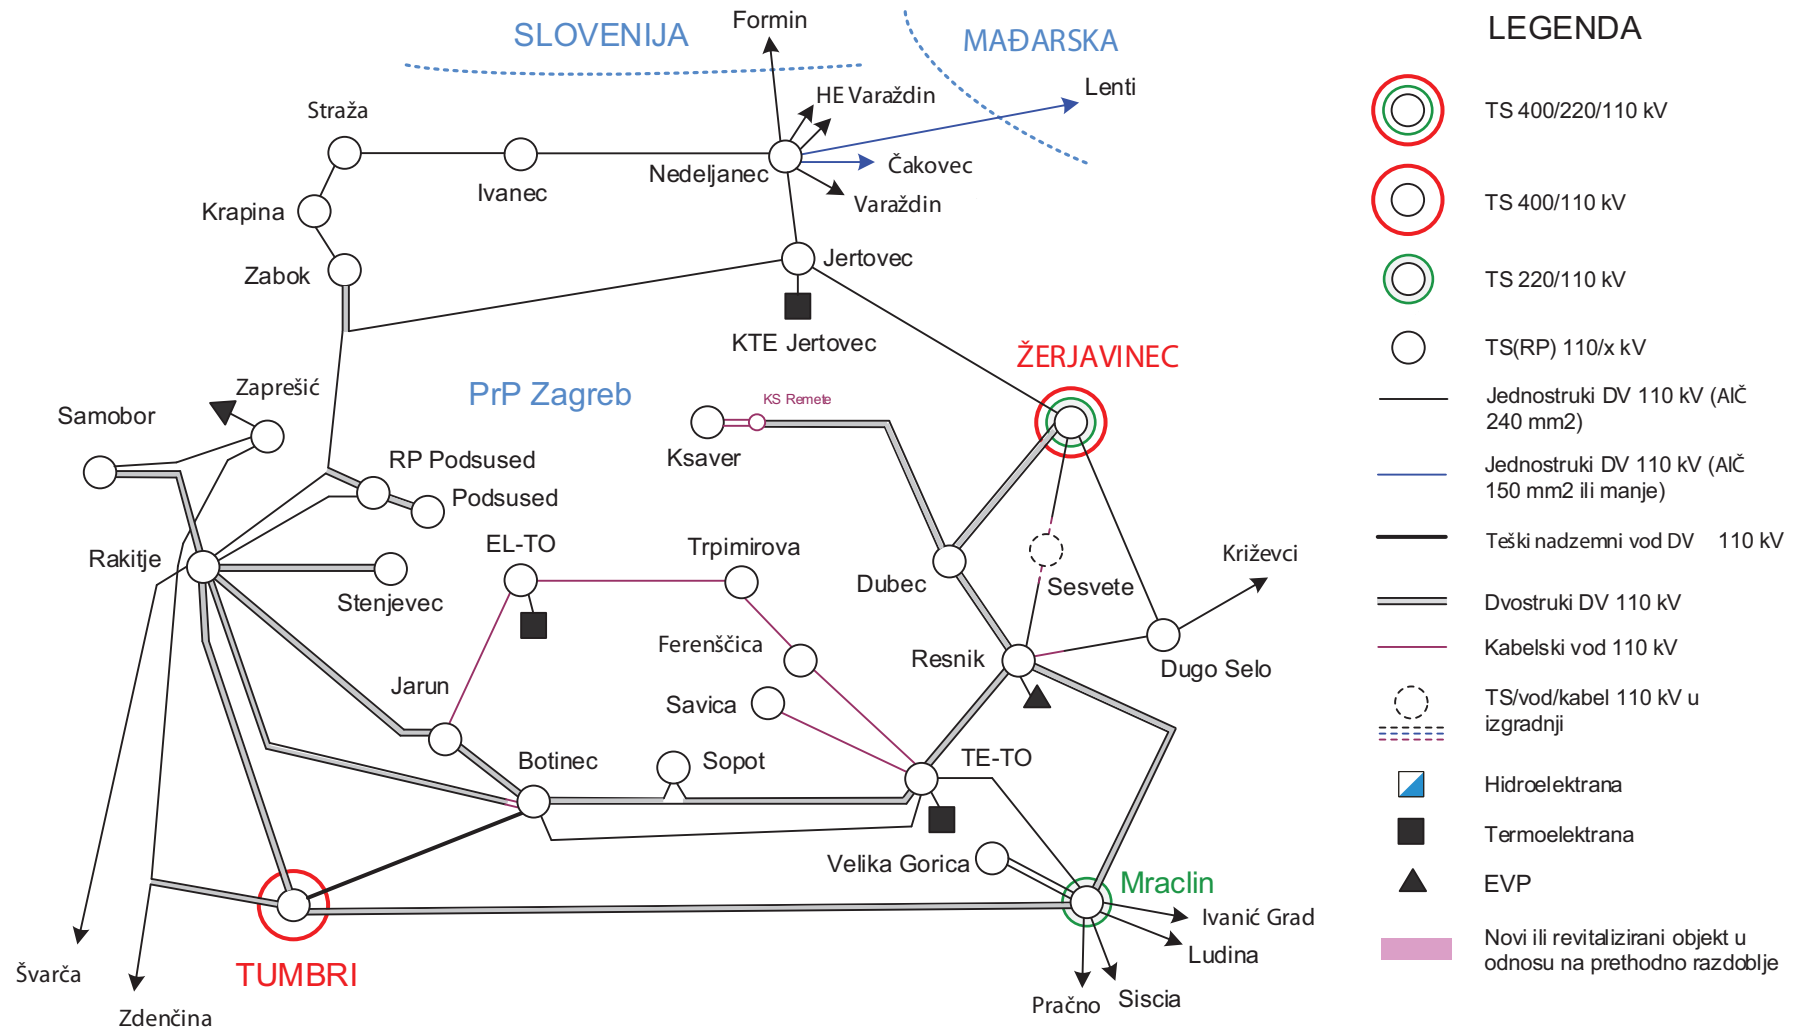 Formin
SLOVENIJA
MAĐARSKA
LEGENDA
Lenti
HE Varaždin
Straža
TS 400/220/110 kV
Nedeljanec
Čakovec
Ivanec
Varaždin
Krapina
TS 400/110 kV
Jertovec
Zabok
TS 220/110 kV
KTE Jertovec
ŽERJAVINEC
TS(RP) 110/x kV
Zaprešić
PrP Zagreb
KS Remete
Samobor
Jednostruki DV 110 kV (AlČ
240 mm2)
Ksaver
RP Podsused
Podsused
Jednostruki DV 110 kV (AlČ
150 mm2 ili manje)
EL-TO
Trpimirova
Rakitje
Križevci
Teški nadzemni vod DV 110 kV
Dubec
Sesvete
Stenjevec
Dvostruki DV 110 kV
Ferenščica
Resnik
Dugo Selo
Kabelski vod 110 kV
Jarun
Savica
TS/vod/kabel 110 kV u
izgradnji
Botinec
Sopot
TE-TO
Hidroelektrana
Termoelektrana
Velika Gorica
Mraclin
EVP
Ivanić Grad
Ludina
Novi ili revitalizirani objekt u
odnosu na prethodno razdoblje
TUMBRI
Švarča
Pračno
Siscia
Zdenčina